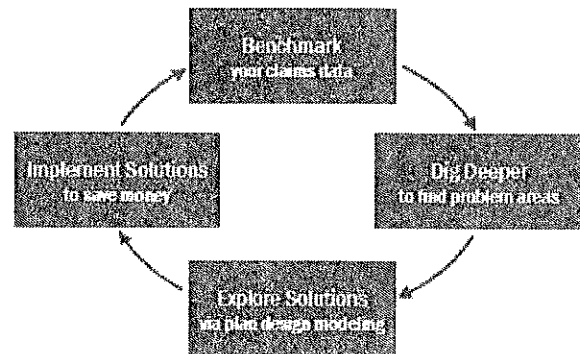 Benchmark
your claims data
Dig Deeper
to find problem areas
Explore Solutions
via plan design modeling
Implement Solutions
to save money